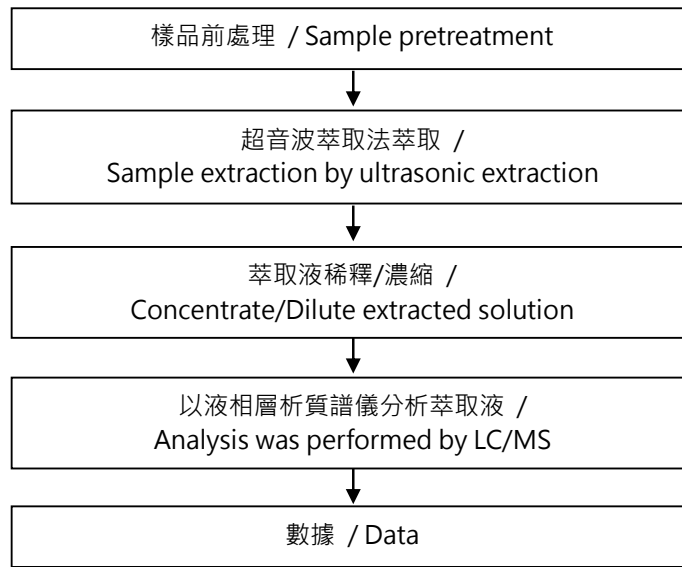 樣品前處理 / Sample pretreatment
超音波萃取法萃取 /
Sample extraction by ultrasonic extraction
萃取液稀釋/濃縮 /
Concentrate/Dilute extracted solution
以液相層析質譜儀分析萃取液 /
Analysis was performed by LC/MS
數據 / Data